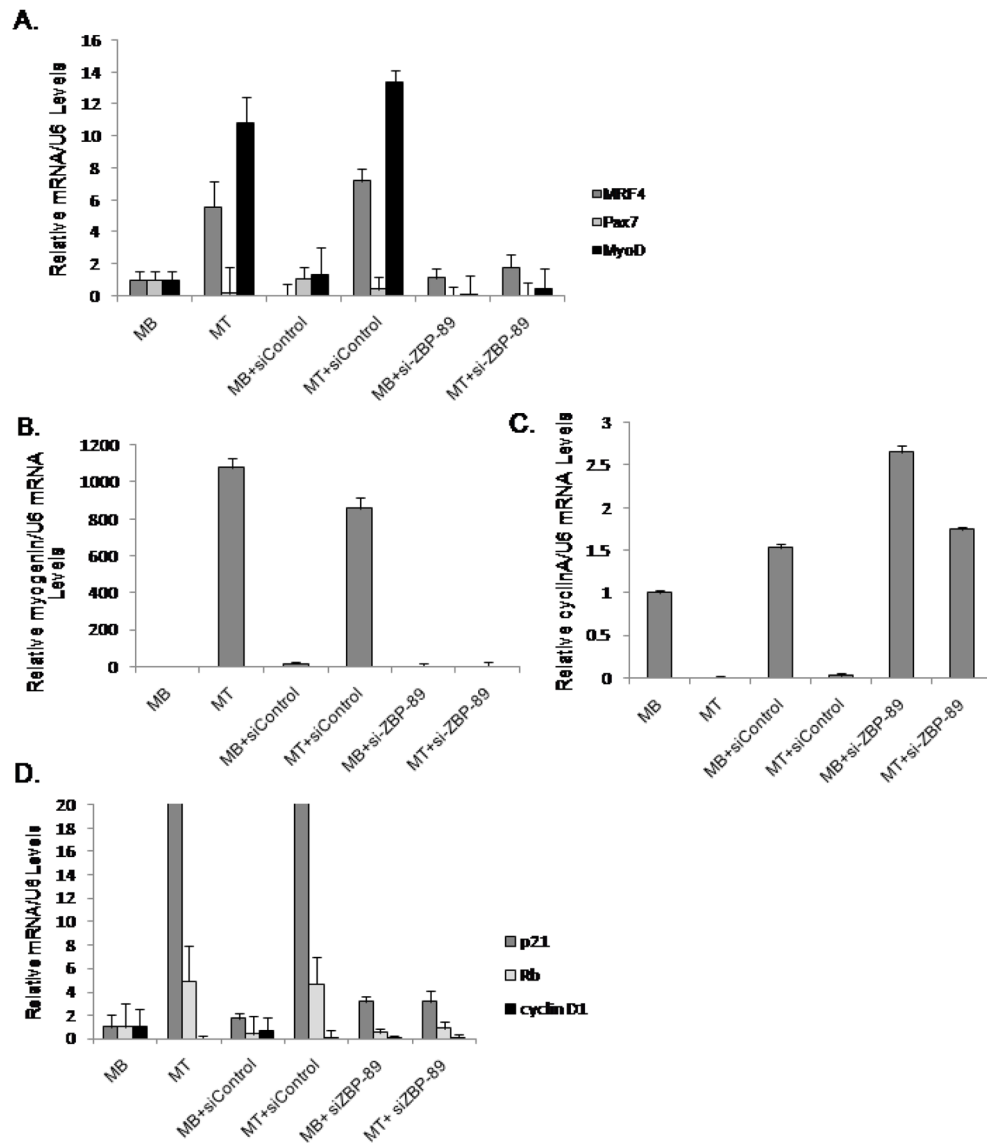 A.
Relative mRNA/U6 Levels
16
14
12
10
8
6
4
2
0
MB
MT
MB+siControl
MT+siControl
MB+si-ZBP-89
MT+si-ZBP-89
MRF4
Pax7
MyoD
B.
Relative myogenin/U6 mRNA
Levels
1200
1000
800
600
400
200
0
MB
MT
MB+siControl
MT+siControl
MB+si-ZBP-89
MT+si-ZBP-89
C.
Relative cyclinA/U6 mRNA Levels
3
2.5
2
1.5
1
0.5
0
MB
MT
MB+siControl
MT+siControl
MB+si-ZBP-89
MT+si-ZBP-89
D.
Relative mRNA/U6 Levels
20
18
16
14
12
10
8
6
4
2
0
MB
MT
MB+siControl
MT+siControl
MB+ siZBP-89
MT+ siZBP-89
p21
Rb
cyclin D1